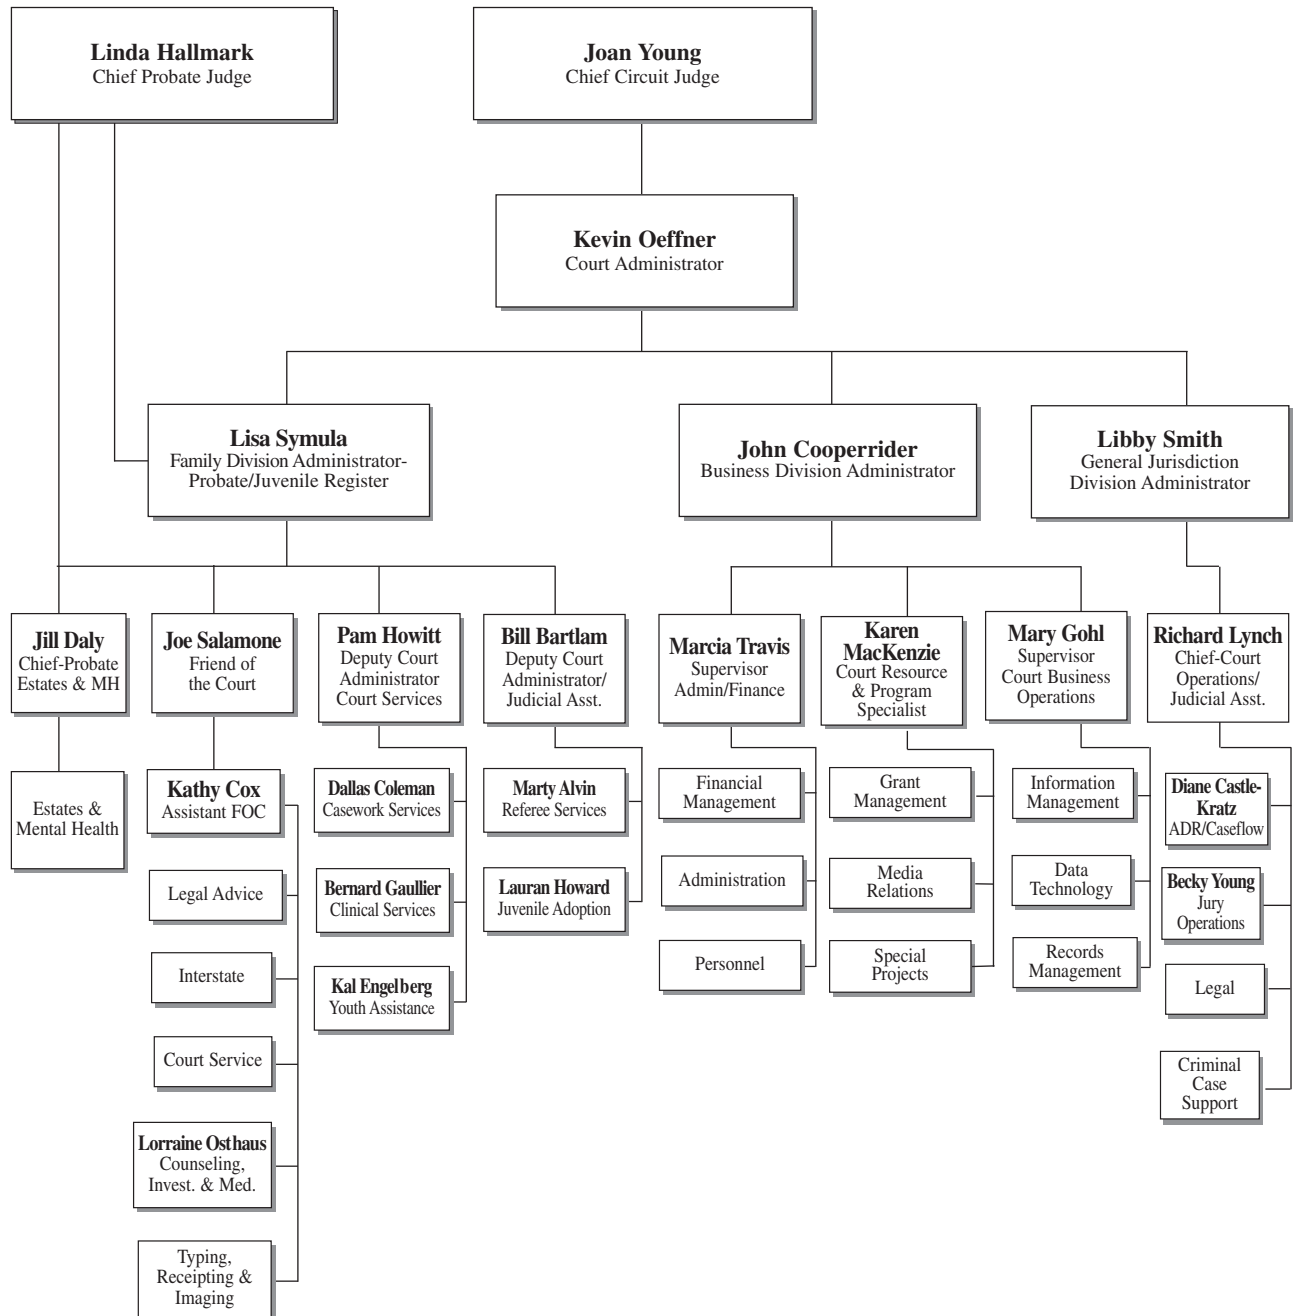 Linda Hallmark
Chief Probate Judge
Joan Young
Chief Circuit Judge
Kevin Oeffner
Court Administrator
Lisa Symula
Family Division Administrator-
Probate/Juvenile Register
John Cooperrider
Business Division Administrator
Libby Smith
General Jurisdiction
Division Administrator
Jill Daly
Chief-Probate
Estates & MH
Joe Salamone
Friend of
the Court
Pam Howitt
Deputy Court
Administrator
Court Services
Bill Bartlam
Deputy Court
Administrator/
Judicial Asst.
Marcia Travis
Supervisor
Admin/Finance
Karen
MacKenzie
Court Resource
& Program
Specialist
Mary Gohl
Supervisor
Court Business
Operations
Richard Lynch
Chief-Court
Operations/
Judicial Asst.
Estates &
Mental Health
Kathy Cox
Assistant FOC
Legal Advice
Interstate
Court Service
Lorraine Osthaus
Counseling,
Invest. & Med.
Typing,
Receipting &
Imaging
Dallas Coleman
Casework Services
Bernard Gaullier
Clinical Services
Kal Engelberg
Youth Assistance
Marty Alvin
Referee Services
Lauran Howard
Juvenile Adoption
Financial
Management
Administration
Personnel
Grant
Management
Media
Relations
Special
Projects
Information
Management
Data
Technology
Records
Management
Diane Castle-
Kratz
ADR/Caseflow
Becky Young
Jury
Operations
Legal
Criminal
Case
Support